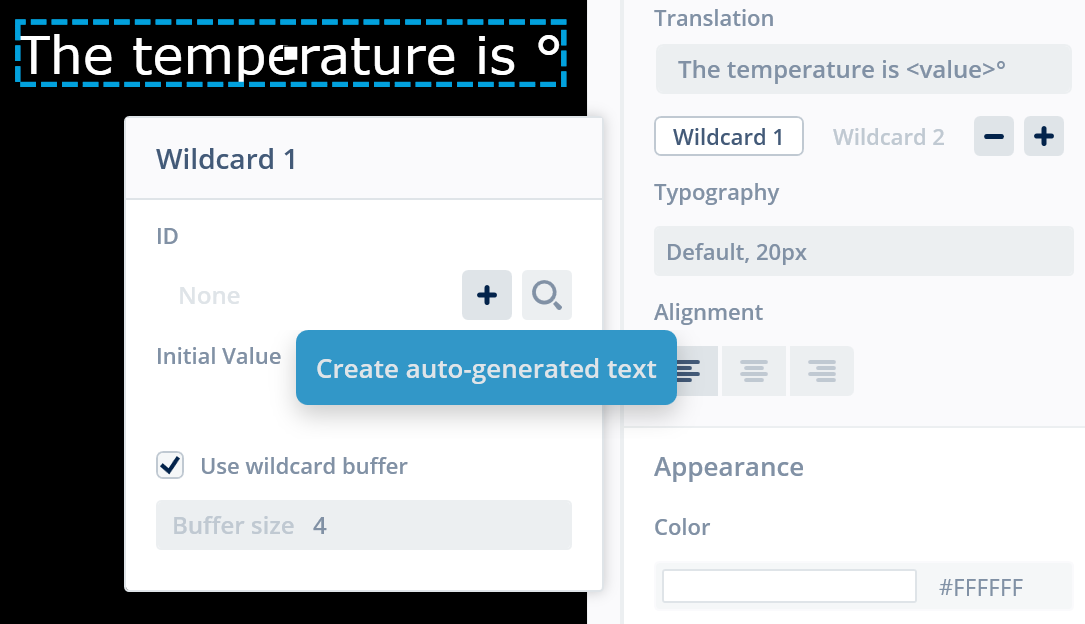 The temperature is °
Wildcard 1
ID
None
Initial Value
Create auto-generated text
Use wildcard buffer
Buffer size 4
Translation
The temperature is <value>°
Wildcard 1 Wildcard 2
Typography
Default, 20px
Alignment
Appearance
Color
#FFFFFF